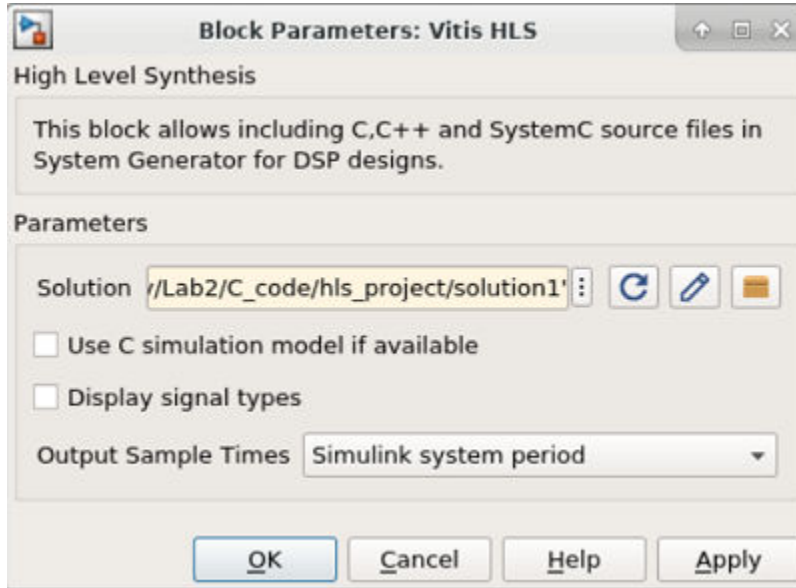 Block Parameters: Vitis HLS
High Level Synthesis
This block allows including C,C++ and SystemC source files in
System Generator for DSP designs.
Parameters
Solution /Lab2/C_code/hls_project/solution1'
Use C simulation model if available
Display signal types
Output Sample Times Simulink system period
OK Cancel Help Apply